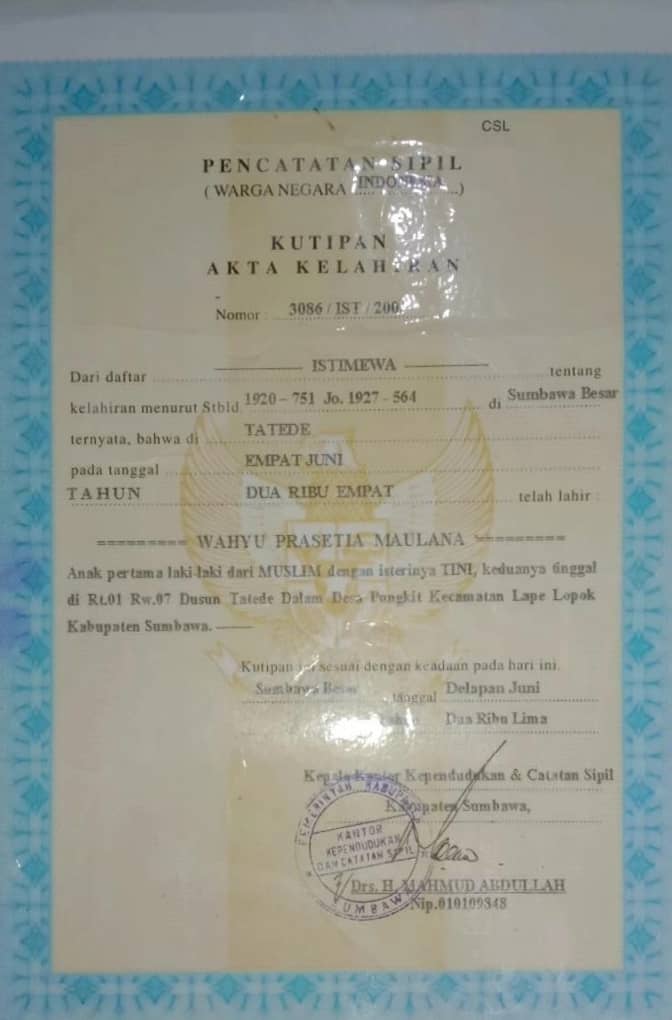 CSL
PENCATATAN SIPIL
( WARGA NEGARA INDONESIA )
KUTIPAN
AKTA KELAHIRAN
Nomor : 3086 / IST / 200
ISTIMEWA
Dari daftar tentang
kelahiran menurut Stbld. 1920 - 751 Jo. 1927 - 564 di Sumbawa Besar
ternyata, bahwa di TATEDE
pada tanggal EMPAT JUNI
TAHUN DUA RIBU EMPAT telah lahir :
========= WAHYU PRASETIA MAULANA =========
Anak pertama laki-laki dari MUSLIM dengan isterinya TINI, keduanya tinggal
di Rt.01 Rw.07 Dusun Tatede Dalam Desa Pungkit Kecamatan Lape Lopok
Kabupaten Sumbawa. ——
Kutipan ini sesuai dengan keadaan pada hari ini.
Sumbawa Besar tanggal Delapan Juni
Dua Ribu Lima
Kepala Kantor Kependudukan & Catatan Sipil
Kabupaten Sumbawa,
PEMERINTAH KABUPATEN
KANTOR
KEPENDUDUKAN
DAN CATATAN SIPIL
SUMBAWA
Drs. H. MAHMUD ABDULLAH
Nip.010109348